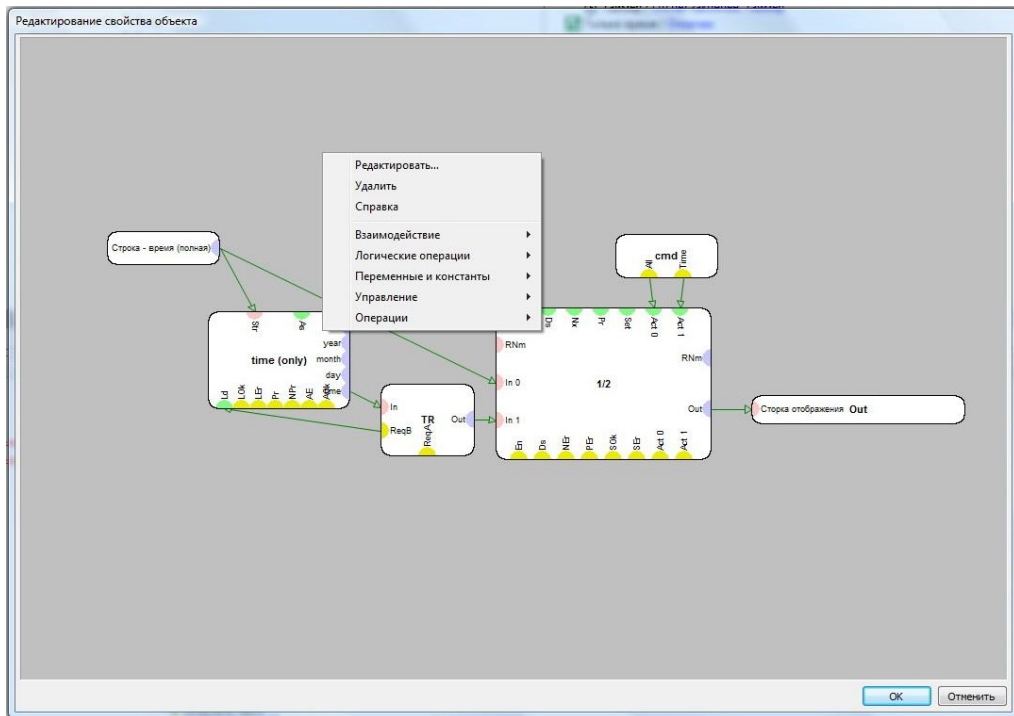 Редактирование свойства объекта
Редактировать...
Удалить
Справка
Взаимодействие
Логические операции
Переменные и константы
Управление
Операции
Строка - время (полная)
cmd
All
Time
Str
As
time (only)
year
month
day
Ld
LOk
LEr
Pr
NPr
AE
In
TR
Out
ReqB
ReqA
Ds
Nx
Pr
Set
Act 0
Act 1
RNm
RNm
In 0
1/2
In 1
Out
En
Ds
NEr
PEr
SOk
SEr
Act 0
Act 1
Сторка отображения Out
OK
Отменить